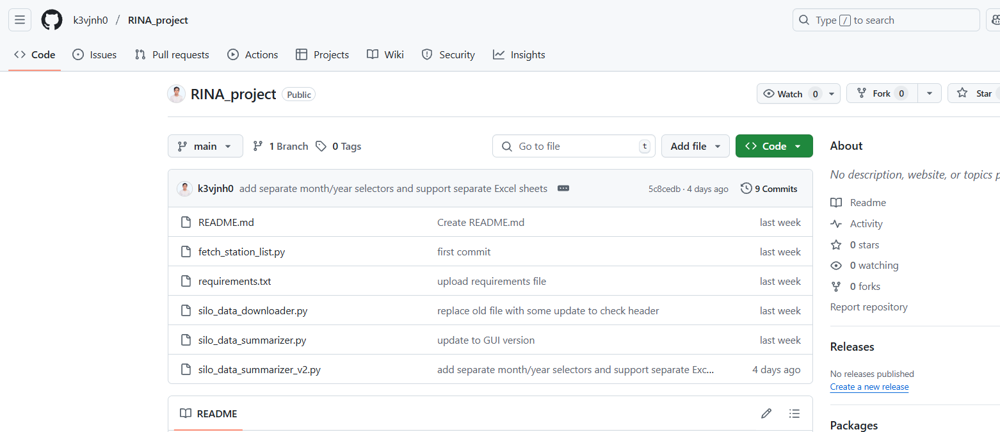 k3vjnh0 / RINA_project
Type / to search
Code Issues Pull requests Actions Projects Wiki Security Insights
RINA_project Public
Watch 0 Fork 0 Star
main 1 Branch 0 Tags
Go to file t Add file Code
k3vjnh0 add separate month/year selectors and support separate Excel sheets 5c8cedb · 4 days ago 9 Commits
README.md Create README.md last week
fetch_station_list.py first commit last week
requirements.txt upload requirements file last week
silo_data_downloader.py replace old file with some update to check header last week
silo_data_summarizer.py update to GUI version last week
silo_data_summarizer_v2.py add separate month/year selectors and support separate Exc... 4 days ago
README
About
No description, website, or topics p
Readme
Activity
0 stars
0 watching
0 forks
Report repository
Releases
No releases published
Create a new release
Packages